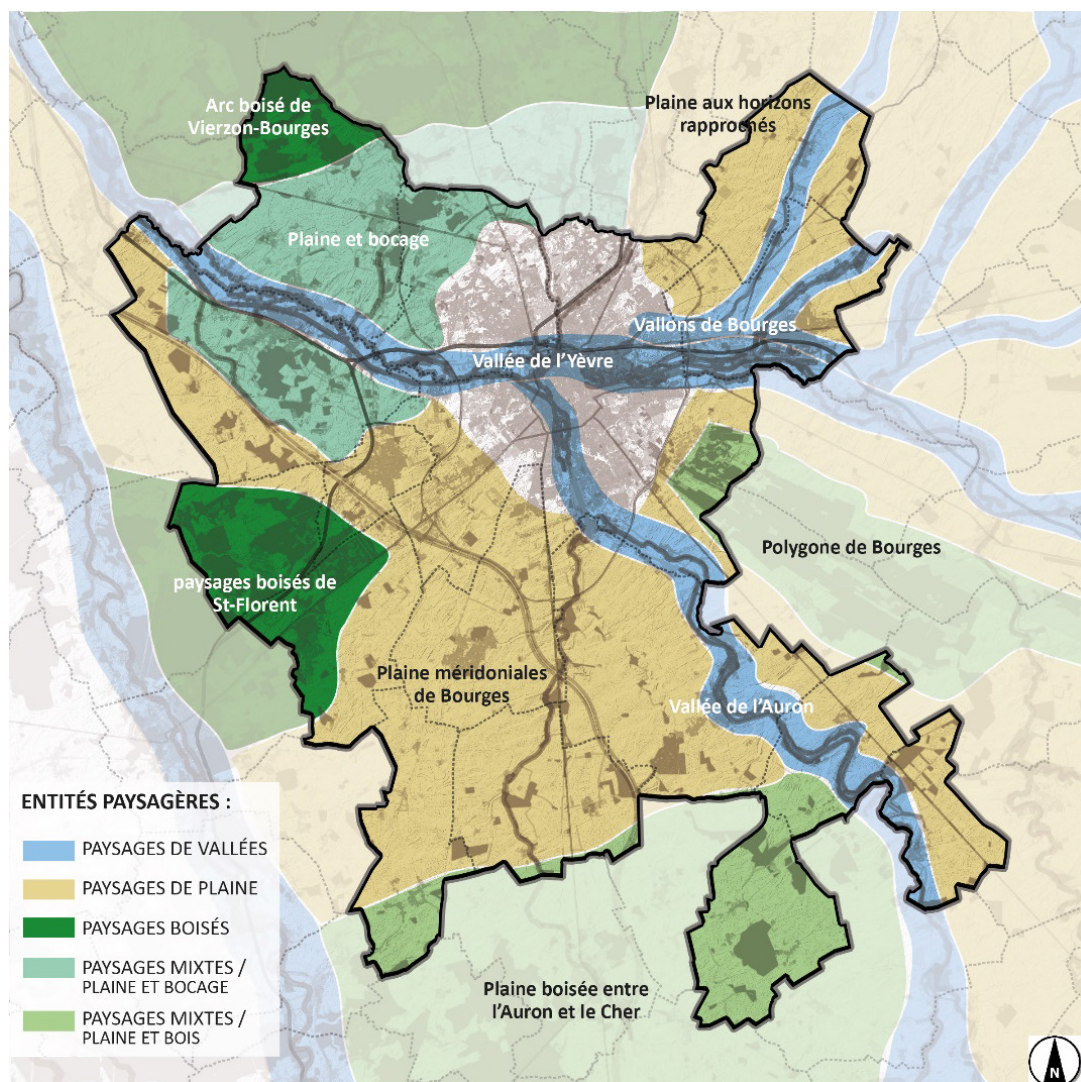 Arc boisé de
Vierzon-Bourges
Plaine aux horizons
rapprochés
Plaine et bocage
Vallons de Bourges
Vallée de l'Yèvre
Polygone de Bourges
paysages boisés de
St-Florent
Plaine méridoniales
de Bourges
Vallée de l'Auron
ENTITÉS PAYSAGÈRES :
PAYSAGES DE VALLÉES
PAYSAGES DE PLAINE
PAYSAGES BOISÉS
PAYSAGES MIXTES /
PLAINE ET BOCAGE
PAYSAGES MIXTES /
PLAINE ET BOIS
Plaine boisée entre
l'Auron et le Cher
N